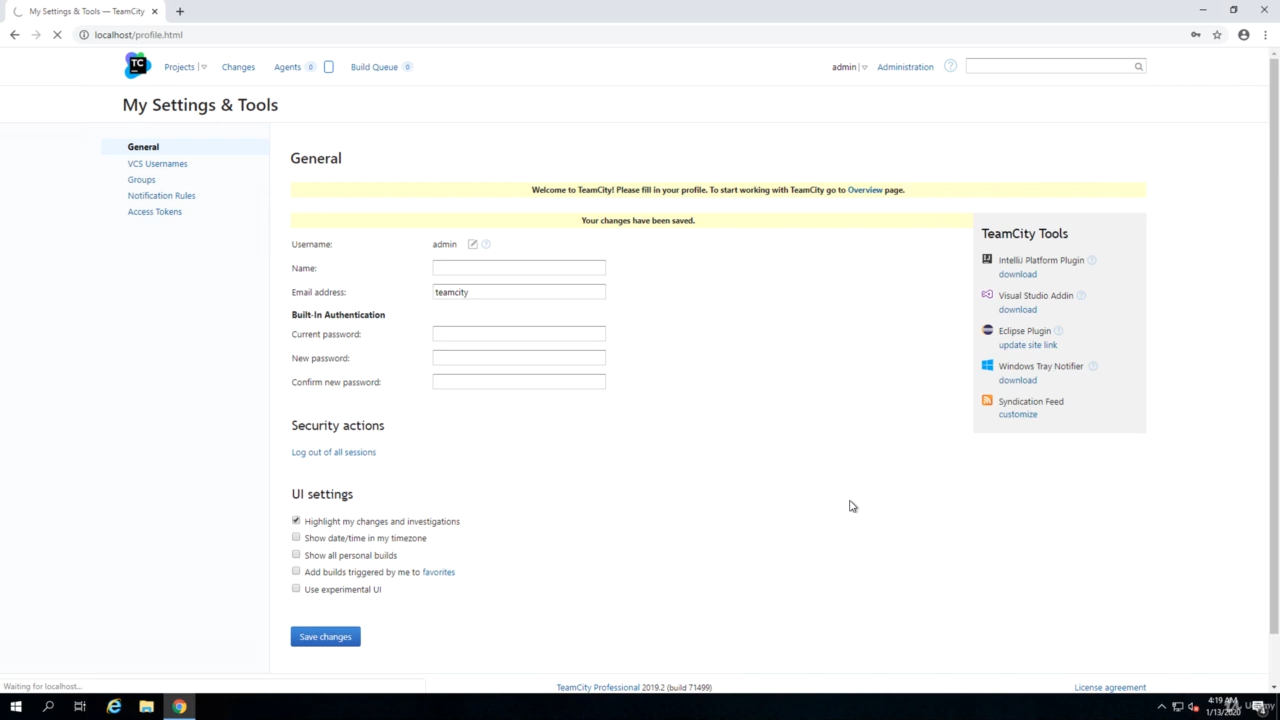 My Settings & Tools — TeamCity
localhost/profile.html
TC
Projects
Changes
Agents 0
Build Queue 0
admin
Administration
My Settings & Tools
General
VCS Usernames
Groups
Notification Rules
Access Tokens
General
Welcome to TeamCity! Please fill in your profile. To start working with TeamCity go to Overview page.
Your changes have been saved.
Username: admin
Name:
Email address: teamcity
Built-In Authentication
Current password:
New password:
Confirm new password:
Security actions
Log out of all sessions
UI settings
Highlight my changes and investigations
Show date/time in my timezone
Show all personal builds
Add builds triggered by me to favorites
Use experimental UI
Save changes
TeamCity Tools
IntelliJ Platform Plugin
download
Visual Studio Addin
download
Eclipse Plugin
update site link
Windows Tray Notifier
download
Syndication Feed
customize
Waiting for localhost...
TeamCity Professional 2019.2 (build 71499)
License agreement
4:19 AM
1/13/2020
Udemy